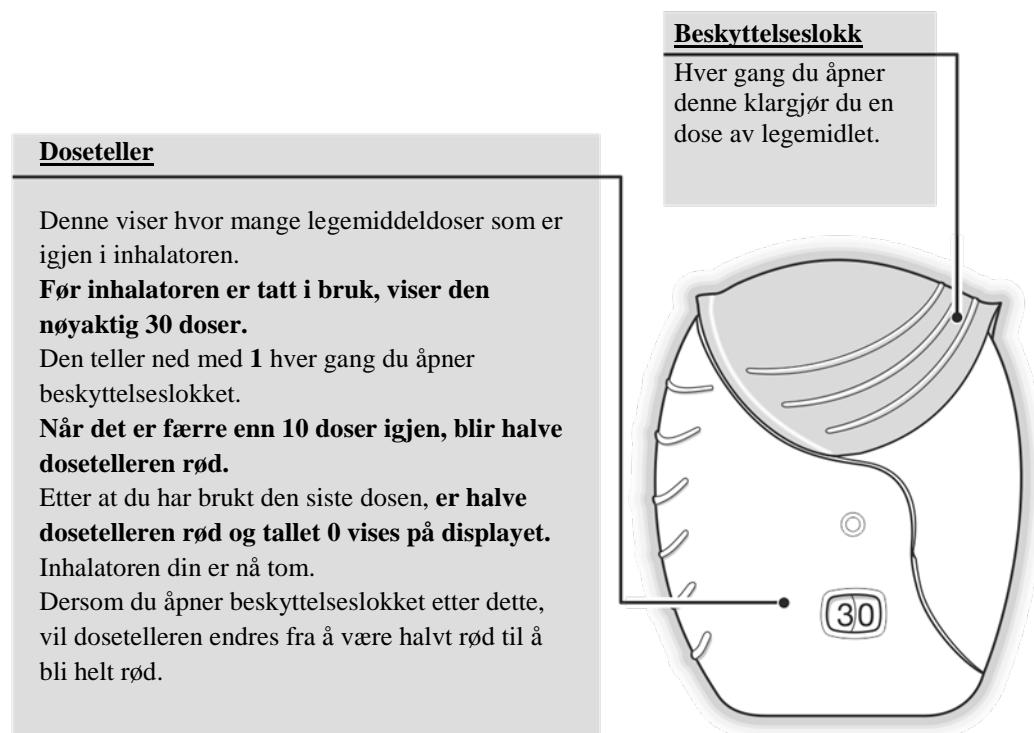 Beskyttelseslokk
Hver gang du åpner
denne klargjør du en
dose av legemidlet.
Doseteller
Denne viser hvor mange legemiddeldoser som er
igjen i inhalatoren.
Før inhalatoren er tatt i bruk, viser den
nøyaktig 30 doser.
Den teller ned med 1 hver gang du åpner
beskyttelseslokket.
Når det er færre enn 10 doser igjen, blir halve
dosetelleren rød.
Etter at du har brukt den siste dosen, er halve
dosetelleren rød og tallet 0 vises på displayet.
Inhalatoren din er nå tom.
Dersom du åpner beskyttelseslokket etter dette,
vil dosetelleren endres fra å være halvt rød til å
bli helt rød.
30